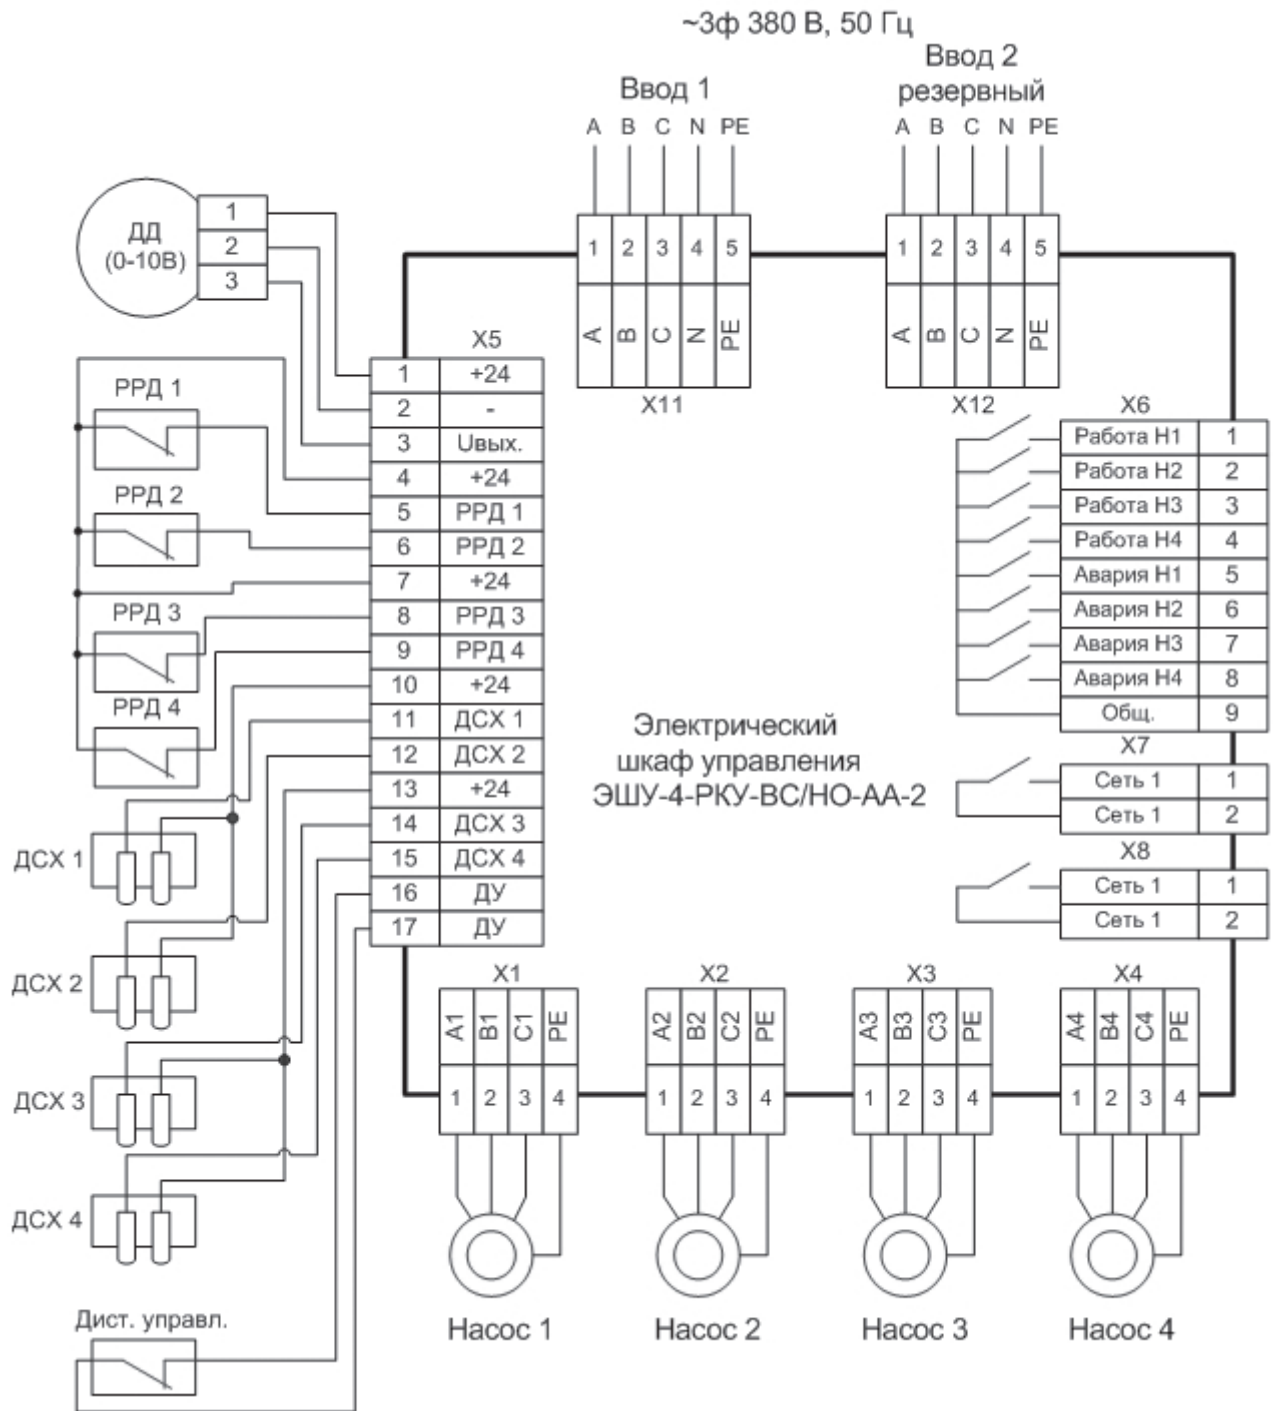 ~3ф 380 В, 50 Гц
Ввод 1
Ввод 2
резервный
A B C N PE
A B C N PE
1 2 3 4 5
A B C N PE
X11
1 2 3 4 5
A B C N PE
X12
ДД
(0-10В)
1
2
3
X5
1 +24
2 -
3 Uвых.
4 +24
5 РРД 1
6 РРД 2
7 +24
8 РРД 3
9 РРД 4
10 +24
11 ДСХ 1
12 ДСХ 2
13 +24
14 ДСХ 3
15 ДСХ 4
16 ДУ
17 ДУ
РРД 1
РРД 2
РРД 3
РРД 4
ДСХ 1
ДСХ 2
ДСХ 3
ДСХ 4
Дист. управл.
Электрический
шкаф управления
ЭШУ-4-РКУ-ВС/НО-АА-2
X6
Работа Н1 1
Работа Н2 2
Работа Н3 3
Работа Н4 4
Авария Н1 5
Авария Н2 6
Авария Н3 7
Авария Н4 8
Общ. 9
X7
Сеть 1 1
Сеть 1 2
X8
Сеть 1 1
Сеть 1 2
X1
A1 B1 C1 PE
1 2 3 4
Насос 1
X2
A2 B2 C2 PE
1 2 3 4
Насос 2
X3
A3 B3 C3 PE
1 2 3 4
Насос 3
X4
A4 B4 C4 PE
1 2 3 4
Насос 4